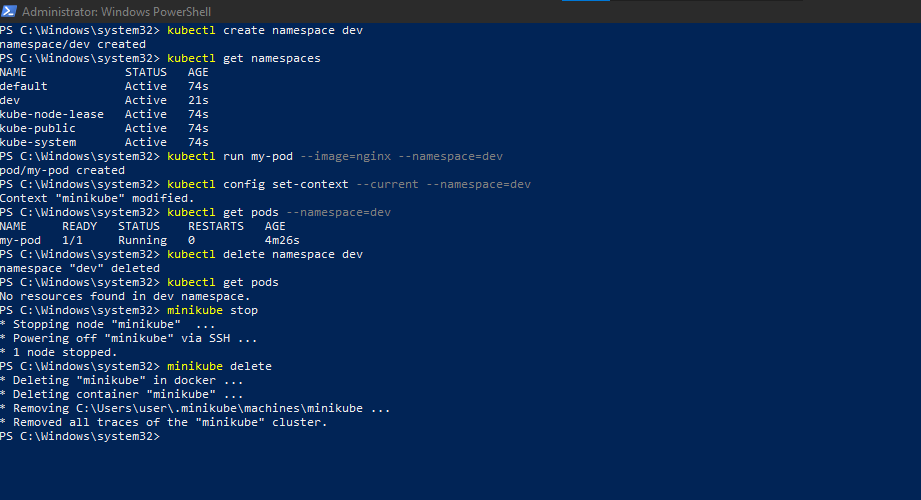 Administrator: Windows PowerShell
PS C:\Windows\system32> kubectl create namespace dev
namespace/dev created
PS C:\Windows\system32> kubectl get namespaces
NAME              STATUS   AGE
default           Active   74s
dev               Active   21s
kube-node-lease   Active   74s
kube-public       Active   74s
kube-system       Active   74s
PS C:\Windows\system32> kubectl run my-pod --image=nginx --namespace=dev
pod/my-pod created
PS C:\Windows\system32> kubectl config set-context --current --namespace=dev
Context "minikube" modified.
PS C:\Windows\system32> kubectl get pods --namespace=dev
NAME     READY   STATUS    RESTARTS   AGE
my-pod   1/1     Running   0          4m26s
PS C:\Windows\system32> kubectl delete namespace dev
namespace "dev" deleted
PS C:\Windows\system32> kubectl get pods
No resources found in dev namespace.
PS C:\Windows\system32> minikube stop
* Stopping node "minikube"  ...
* Powering off "minikube" via SSH ...
* 1 node stopped.
PS C:\Windows\system32> minikube delete
* Deleting "minikube" in docker ...
* Deleting container "minikube" ...
* Removing C:\Users\user\.minikube\machines\minikube ...
* Removed all traces of the "minikube" cluster.
PS C:\Windows\system32>